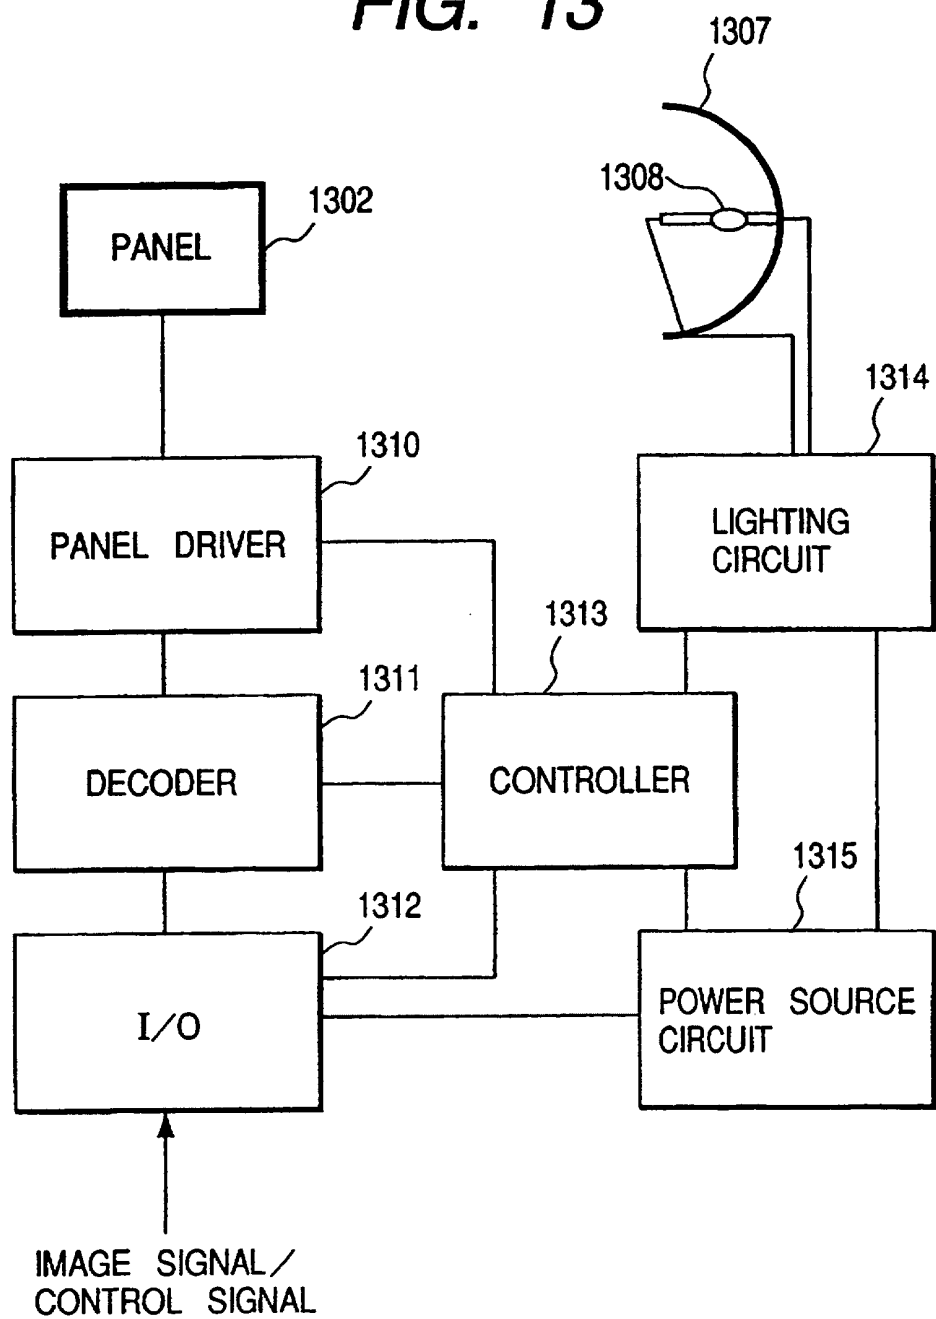 FIG. 13
1307
1308
1302
PANEL
1314
1310
LIGHTING
CIRCUIT
PANEL DRIVER
1313
1311
CONTROLLER
DECODER
1315
1312
POWER SOURCE
CIRCUIT
I/O
IMAGE SIGNAL/
CONTROL SIGNAL